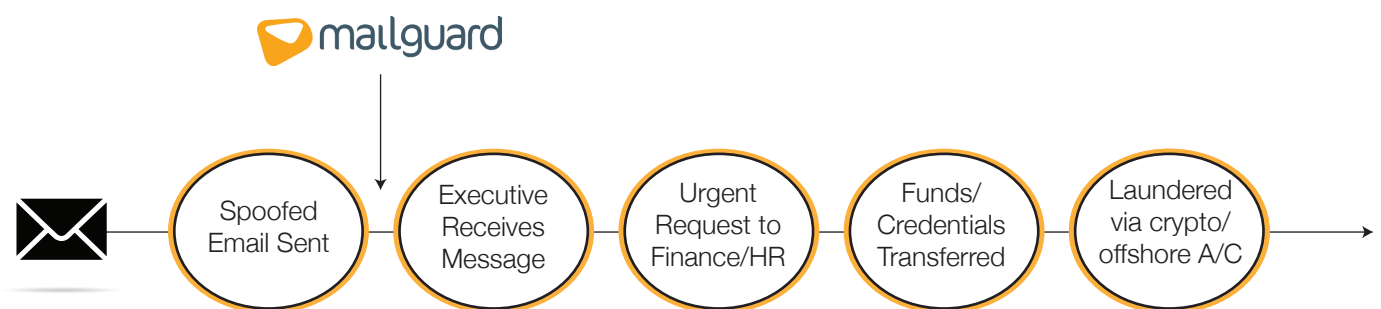 mailguard
Spoofed
Email Sent
Executive
Receives
Message
Urgent
Request to
Finance/HR
Funds/
Credentials
Transferred
Laundered
via crypto/
offshore A/C